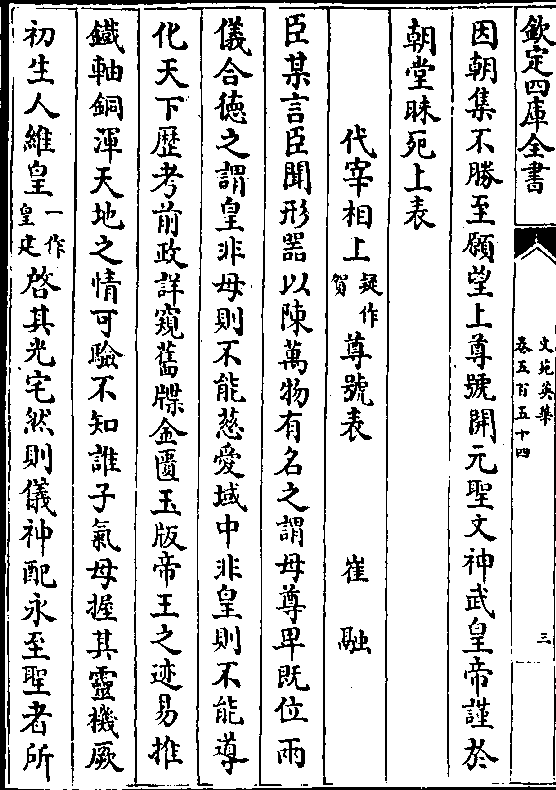 欽定四庫全書
文苑英華
卷五百五十四
三
因朝集不勝至願望上尊號開元聖文神武皇帝謹於
朝堂昧死上表
代宰相上疑作賀尊號表 崔融
臣某言臣聞形器以陳萬物有名之謂母尊卑既位兩
儀合德之謂皇非母則不能慈愛域中非皇則不能導
化天下歴考前政詳窺舊牒金匱玉版帝王之迹易推
鐵軸銅渾天地之情可驗不知誰子氣母握其靈機厥
初生人維皇一作皇建啓其光宅然則儀神配永至聖者所